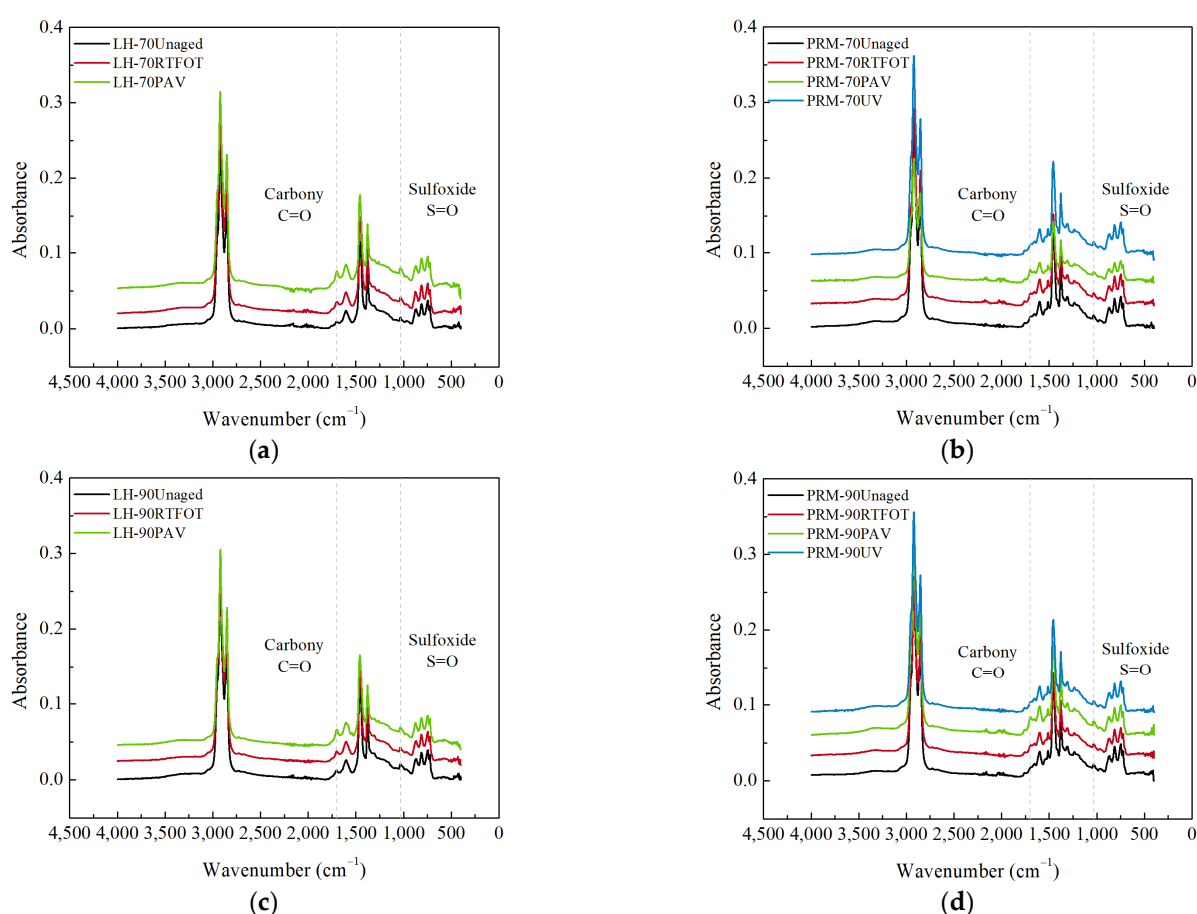 0.4
LH-70Unaged
LH-70RTFOT
LH-70PAV
0.3
Absorbance
0.2
Carbony
C=O
Sulfoxide
S=O
0.1
0.0
4,500 4,000 3,500 3,000 2,500 2,000 1,500 1,000 500 0
Wavenumber (cm⁻¹)
(a)
0.4
PRM-70Unaged
PRM-70RTFOT
PRM-70PAV
PRM-70UV
0.3
Absorbance
0.2
Carbony
C=O
Sulfoxide
S=O
0.1
0.0
4,500 4,000 3,500 3,000 2,500 2,000 1,500 1,000 500 0
Wavenumber (cm⁻¹)
(b)
0.4
LH-90Unaged
LH-90RTFOT
LH-90PAV
0.3
Absorbance
0.2
Carbony
C=O
Sulfoxide
S=O
0.1
0.0
4,500 4,000 3,500 3,000 2,500 2,000 1,500 1,000 500 0
Wavenumber (cm⁻¹)
(c)
0.4
PRM-90Unaged
PRM-90RTFOT
PRM-90PAV
PRM-90UV
0.3
Absorbance
0.2
Carbony
C=O
Sulfoxide
S=O
0.1
0.0
4,500 4,000 3,500 3,000 2,500 2,000 1,500 1,000 500 0
Wavenumber (cm⁻¹)
(d)